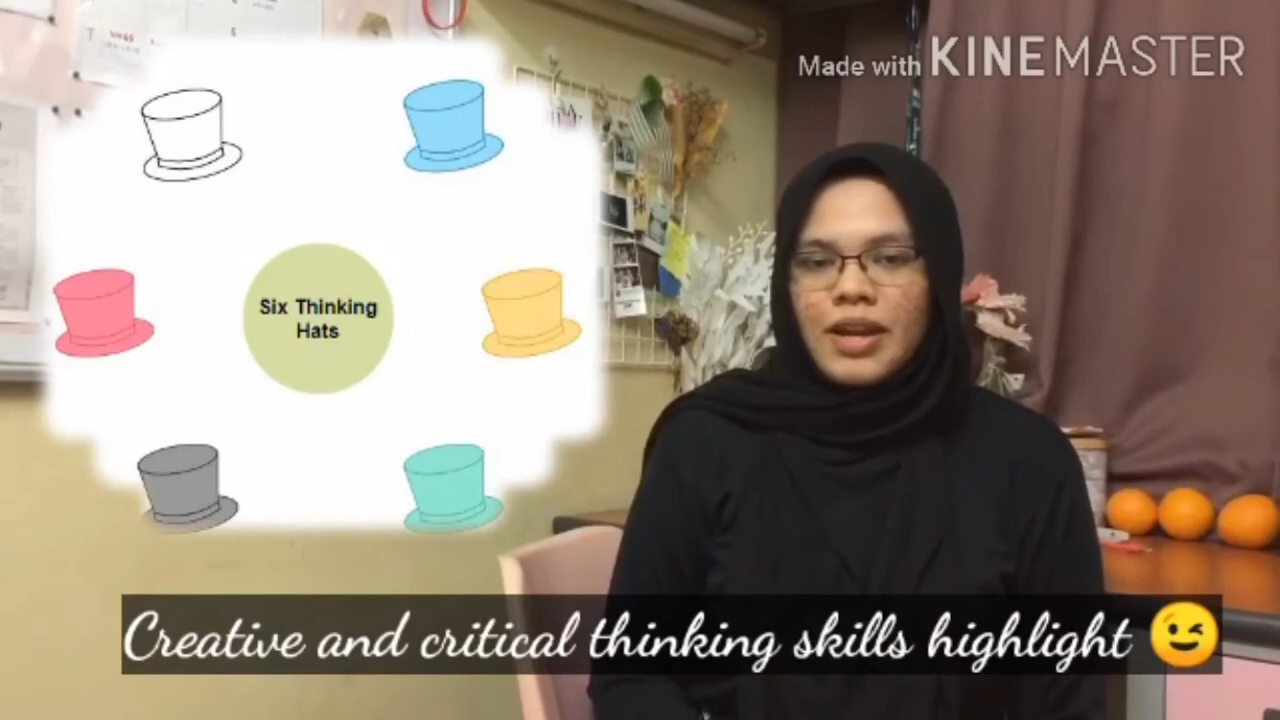 Made with KINEMASTER
Six Thinking
Hats
Creative and critical thinking skills highlight 😉